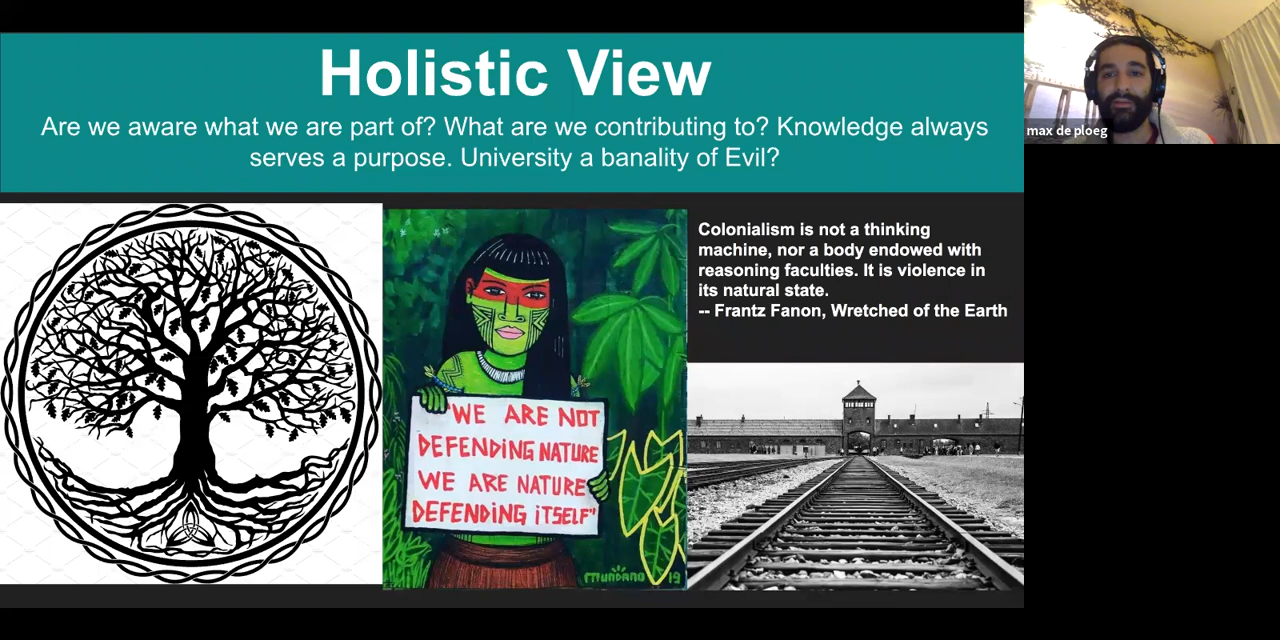 Holistic View
Are we aware what we are part of? What are we contributing to? Knowledge always
serves a purpose. University a banality of Evil?
max de ploeg
Colonialism is not a thinking
machine, nor a body endowed with
reasoning faculties. It is violence in
its natural state.
-- Frantz Fanon, Wretched of the Earth
"WE ARE NOT
DEFENDING NATURE
WE ARE NATURE
DEFENDING iTSELF"
mundano 19